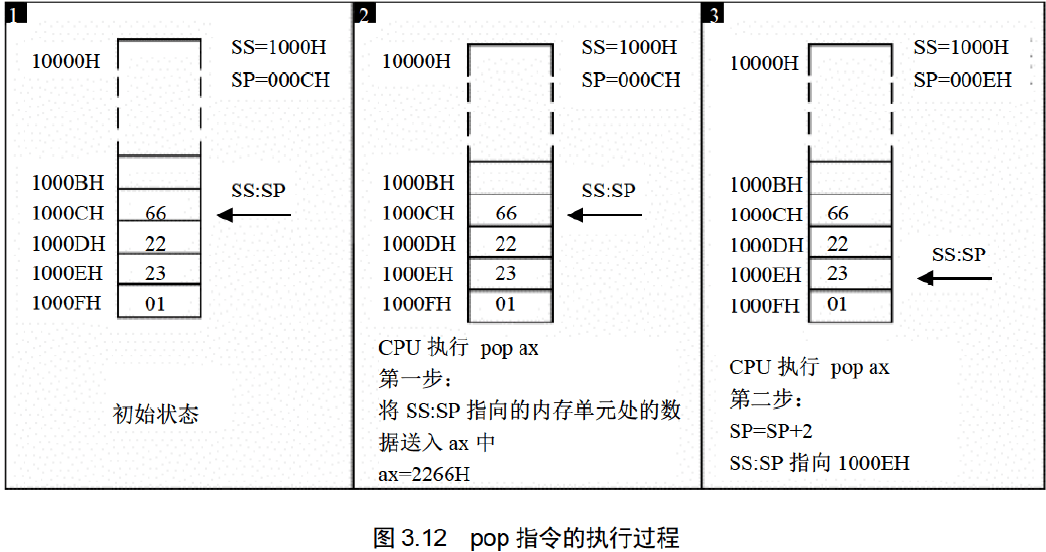 1
10000H
SS=1000H
SP=000CH
1000BH
SS:SP
1000CH 66
1000DH 22
1000EH 23
1000FH 01
初始状态
2
10000H
SS=1000H
SP=000CH
1000BH
SS:SP
1000CH 66
1000DH 22
1000EH 23
1000FH 01
CPU 执行 pop ax
第一步：
将 SS:SP 指向的内存单元处的数
据送入 ax 中
ax=2266H
3
10000H
SS=1000H
SP=000EH
1000BH
1000CH 66
1000DH 22
SS:SP
1000EH 23
1000FH 01
CPU 执行 pop ax
第二步：
SP=SP+2
SS:SP 指向 1000EH
图 3.12 pop 指令的执行过程